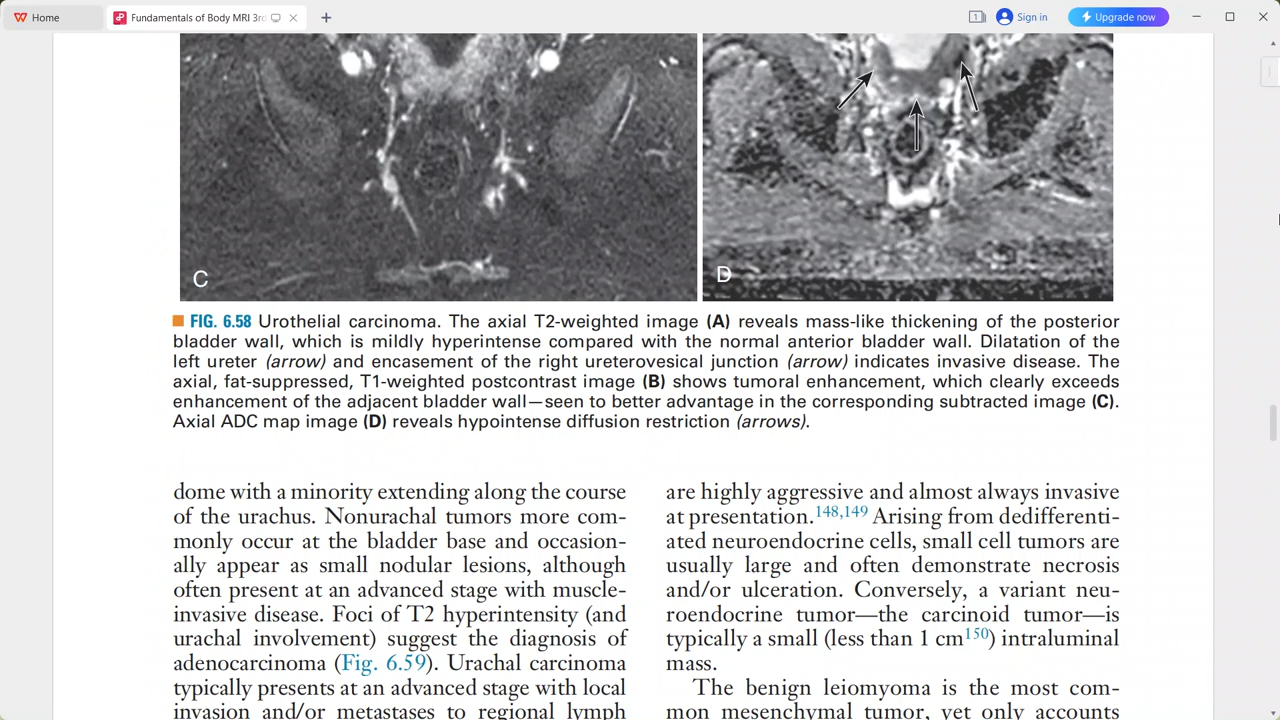 Home
Fundamentals of Body MRI 3rd
Sign in
Upgrade now
C
D
FIG. 6.58 Urothelial carcinoma. The axial T2-weighted image (A) reveals mass-like thickening of the posterior
bladder wall, which is mildly hyperintense compared with the normal anterior bladder wall. Dilatation of the
left ureter (arrow) and encasement of the right ureterovesical junction (arrow) indicates invasive disease. The
axial, fat-suppressed, T1-weighted postcontrast image (B) shows tumoral enhancement, which clearly exceeds
enhancement of the adjacent bladder wall—seen to better advantage in the corresponding subtracted image (C).
Axial ADC map image (D) reveals hypointense diffusion restriction (arrows).
dome with a minority extending along the course
of the urachus. Nonurachal tumors more com-
monly occur at the bladder base and occasion-
ally appear as small nodular lesions, although
often present at an advanced stage with muscle-
invasive disease. Foci of T2 hyperintensity (and
urachal involvement) suggest the diagnosis of
adenocarcinoma (Fig. 6.59). Urachal carcinoma
typically presents at an advanced stage with local
invasion and/or metastases to regional lymph
are highly aggressive and almost always invasive
at presentation.148,149 Arising from dedifferenti-
ated neuroendocrine cells, small cell tumors are
usually large and often demonstrate necrosis
and/or ulceration. Conversely, a variant neu-
roendocrine tumor—the carcinoid tumor—is
typically a small (less than 1 cm150) intraluminal
mass.
The benign leiomyoma is the most com-
mon mesenchymal tumor, yet only accounts